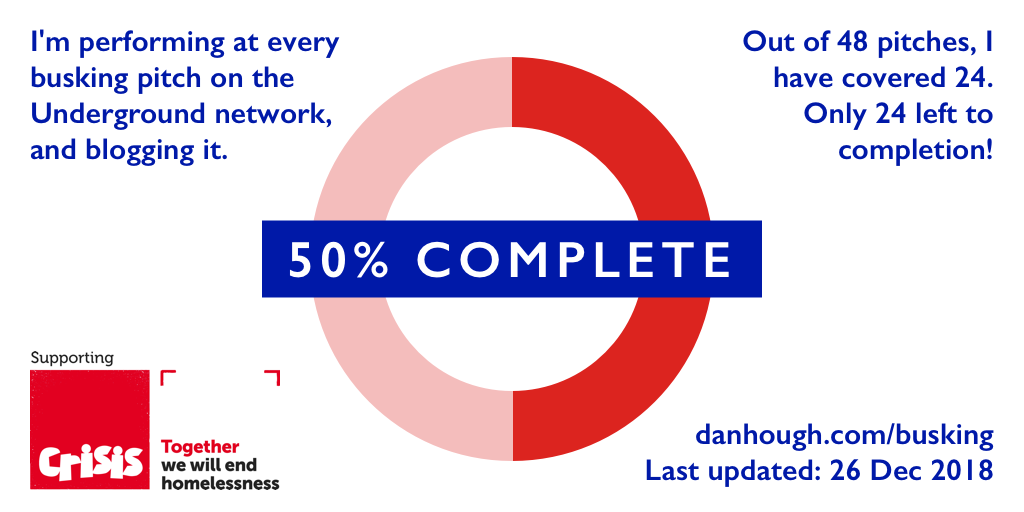 I'm performing at every
busking pitch on the
Underground network,
and blogging it.
Out of 48 pitches, I
have covered 24.
Only 24 left to
completion!
50% COMPLETE
Supporting
Crisis
Together
we will end
homelessness
danhough.com/busking
Last updated: 26 Dec 2018